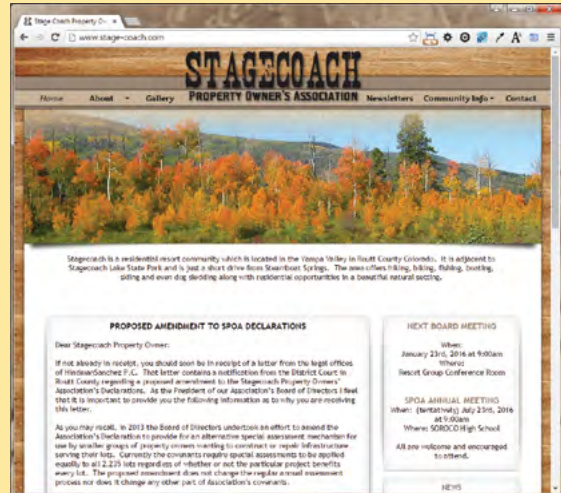 Stage Coach Property Ow
www.stage-coach.com
STAGECOACH
PROPERTY OWNER'S ASSOCIATION
Home About Gallery Newsletters Community Info Contact
Stagecoach is a residential resort community which is located in the Yampa Valley in Routt County Colorado. It is adjacent to
Stagecoach Lake State Park and is just a short drive from Steamboat Springs. The area offers hiking, biking, fishing, boating,
skiing and even dog sledding along with residential opportunities in a beautiful natural setting.
PROPOSED AMENDMENT TO SPOA DECLARATIONS
Dear Stagecoach Property Owner:
If not already in receipt, you should soon be in receipt of a letter from the legal offices
of HindmanSanchez P.C. That letter contains a notification from the District Court in
Routt County regarding a proposed amendment to the Stagecoach Property Owners'
Association's Declarations. As the President of our Association's Board of Directors I feel
that it is important to provide you the following information as to why you are receiving
this letter.
As you may recall, in 2013 the Board of Directors undertook an effort to amend the
Association's Declaration to provide for an alternative special assessment mechanism for
use by smaller groups of property owners wanting to construct or repair infrastructure
serving their lots. Currently the covenants require special assessments to be applied
equally to all 2,235 lots regardless of whether or not the particular project benefits
every lot. The proposed amendment does not change the regular annual assessment
process nor does it change any other part of Association's covenants.
NEXT BOARD MEETING
When:
January 23rd, 2016 at 9:00am
Where:
Resort Group Conference Room
SPOA ANNUAL MEETING
When: (tentatively) July 23rd, 2016
at 9:00am
Where: SOROCO High School
All are welcome and encouraged
to attend.
NEWS